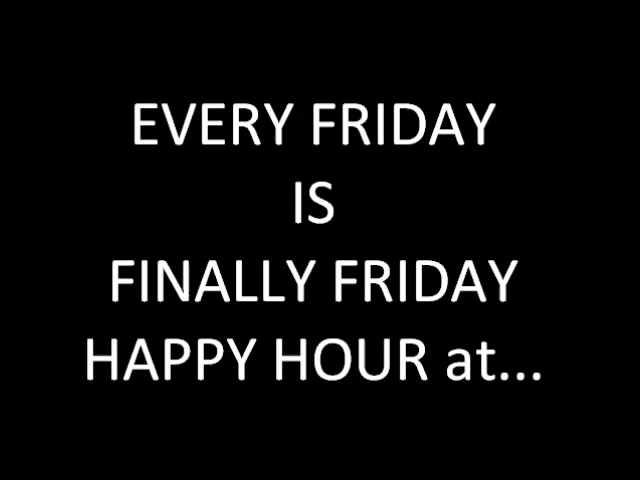 EVERY FRIDAY
IS
FINALLY FRIDAY
HAPPY HOUR at...